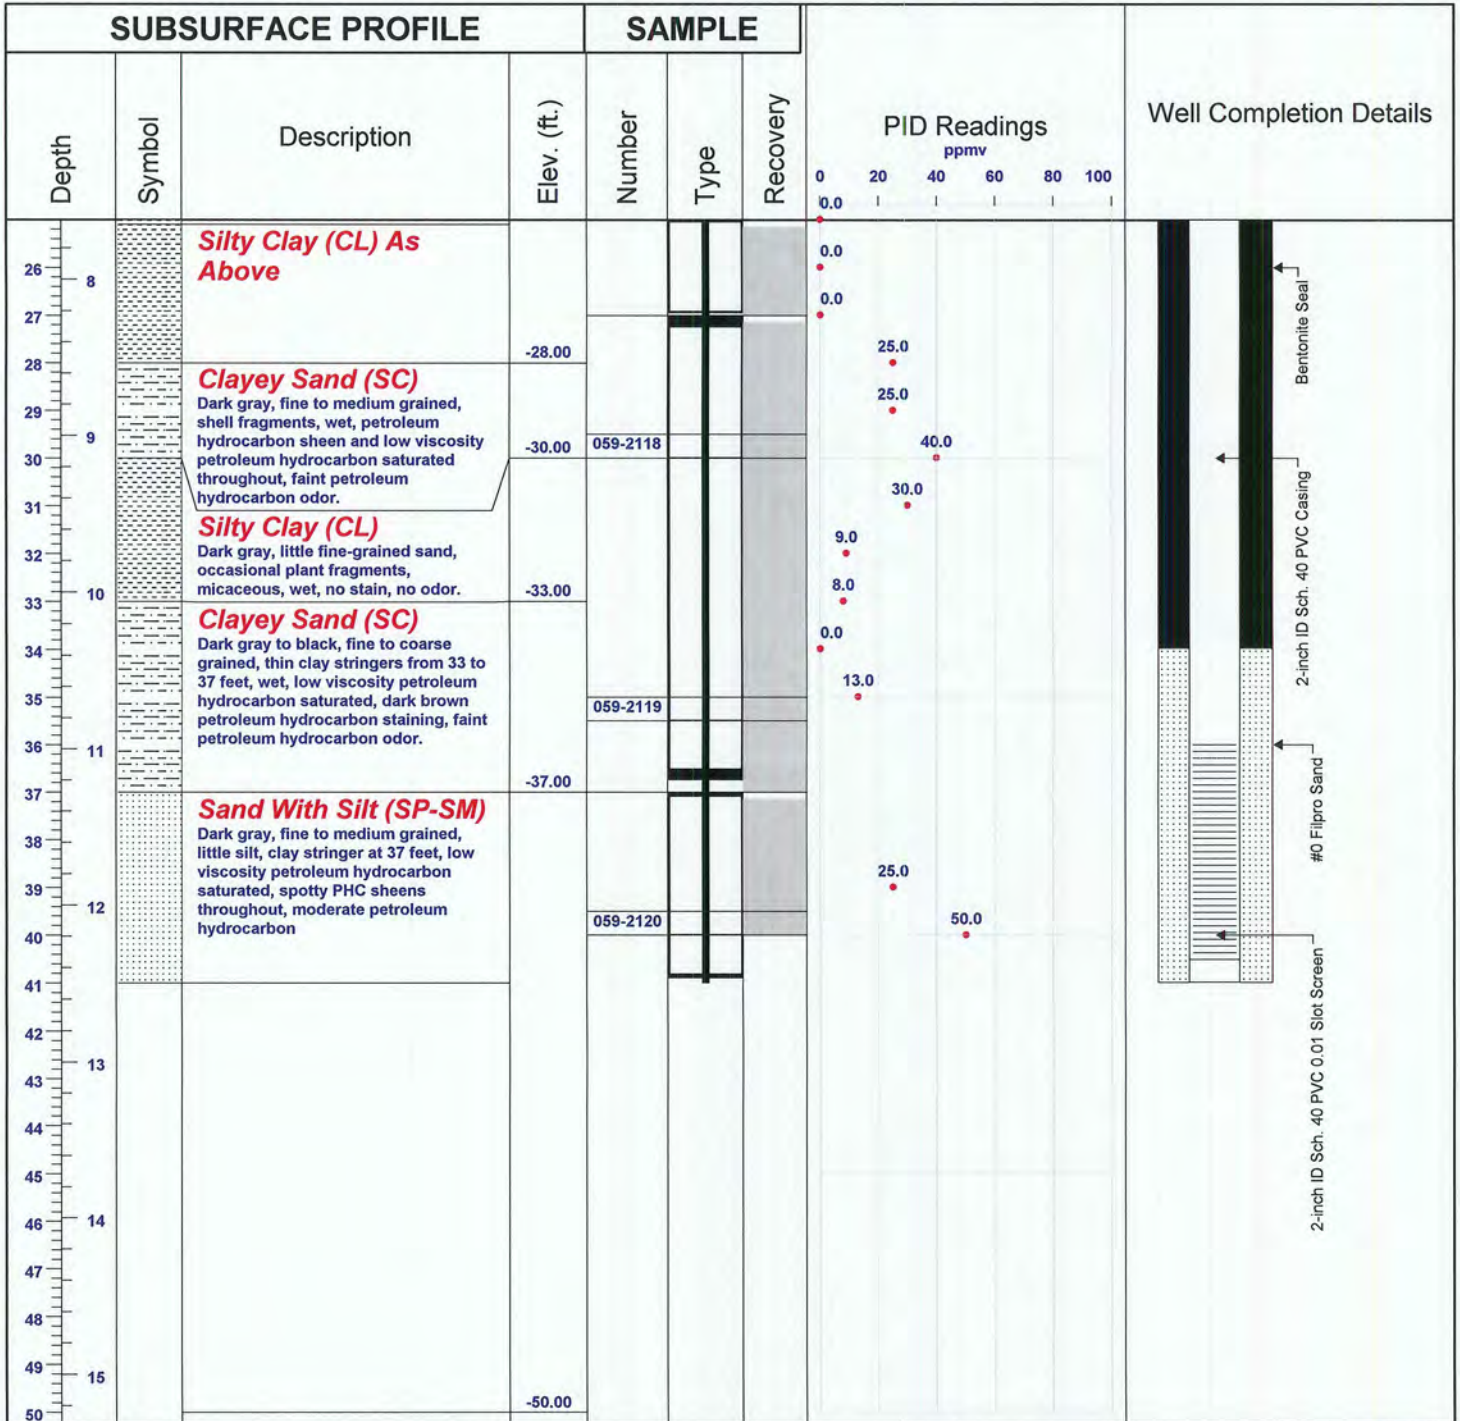 SUBSURFACE PROFILE
SAMPLE
Depth
Symbol
Description
Elev. (ft.)
Number
Type
Recovery
PID Readings
ppmv
0 20 40 60 80 100
Well Completion Details
0.0
Silty Clay (CL) As
Above
0.0
26
8
Bentonite Seal
0.0
27
25.0
-28.00
28
Clayey Sand (SC)
Dark gray, fine to medium grained,
shell fragments, wet, petroleum
hydrocarbon sheen and low viscosity
petroleum hydrocarbon saturated
throughout, faint petroleum
hydrocarbon odor.
25.0
29
9
-30.00
059-2118
40.0
30
2-inch ID Sch. 40 PVC Casing
30.0
31
Silty Clay (CL)
Dark gray, little fine-grained sand,
occasional plant fragments,
micaceous, wet, no stain, no odor.
9.0
32
8.0
10
-33.00
33
Clayey Sand (SC)
Dark gray to black, fine to coarse
grained, thin clay stringers from 33 to
37 feet, wet, low viscosity petroleum
hydrocarbon saturated, dark brown
petroleum hydrocarbon staining, faint
petroleum hydrocarbon odor.
0.0
34
13.0
35
059-2119
36
11
#0 Filpro Sand
-37.00
37
Sand With Silt (SP-SM)
Dark gray, fine to medium grained,
little silt, clay stringer at 37 feet, low
viscosity petroleum hydrocarbon
saturated, spotty PHC sheens
throughout, moderate petroleum
hydrocarbon
38
25.0
39
12
059-2120
50.0
40
2-inch ID Sch. 40 PVC 0.01 Slot Screen
41
42
13
43
44
45
46
14
47
48
49
15
-50.00
50